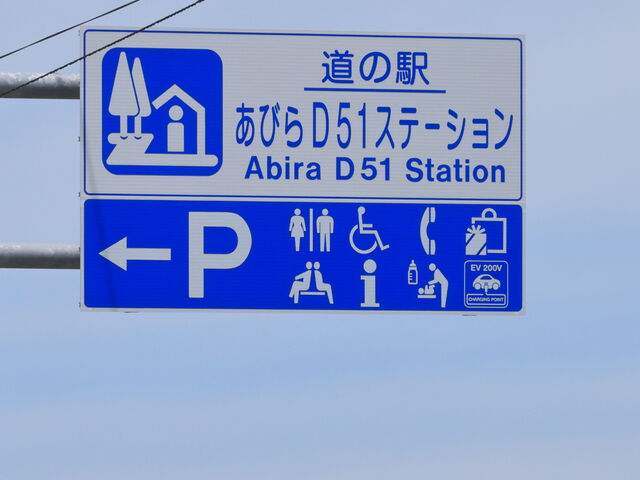 道の駅
あびらD51ステーション
Abira D51 Station
P
EV 200V
CHARGING POINT